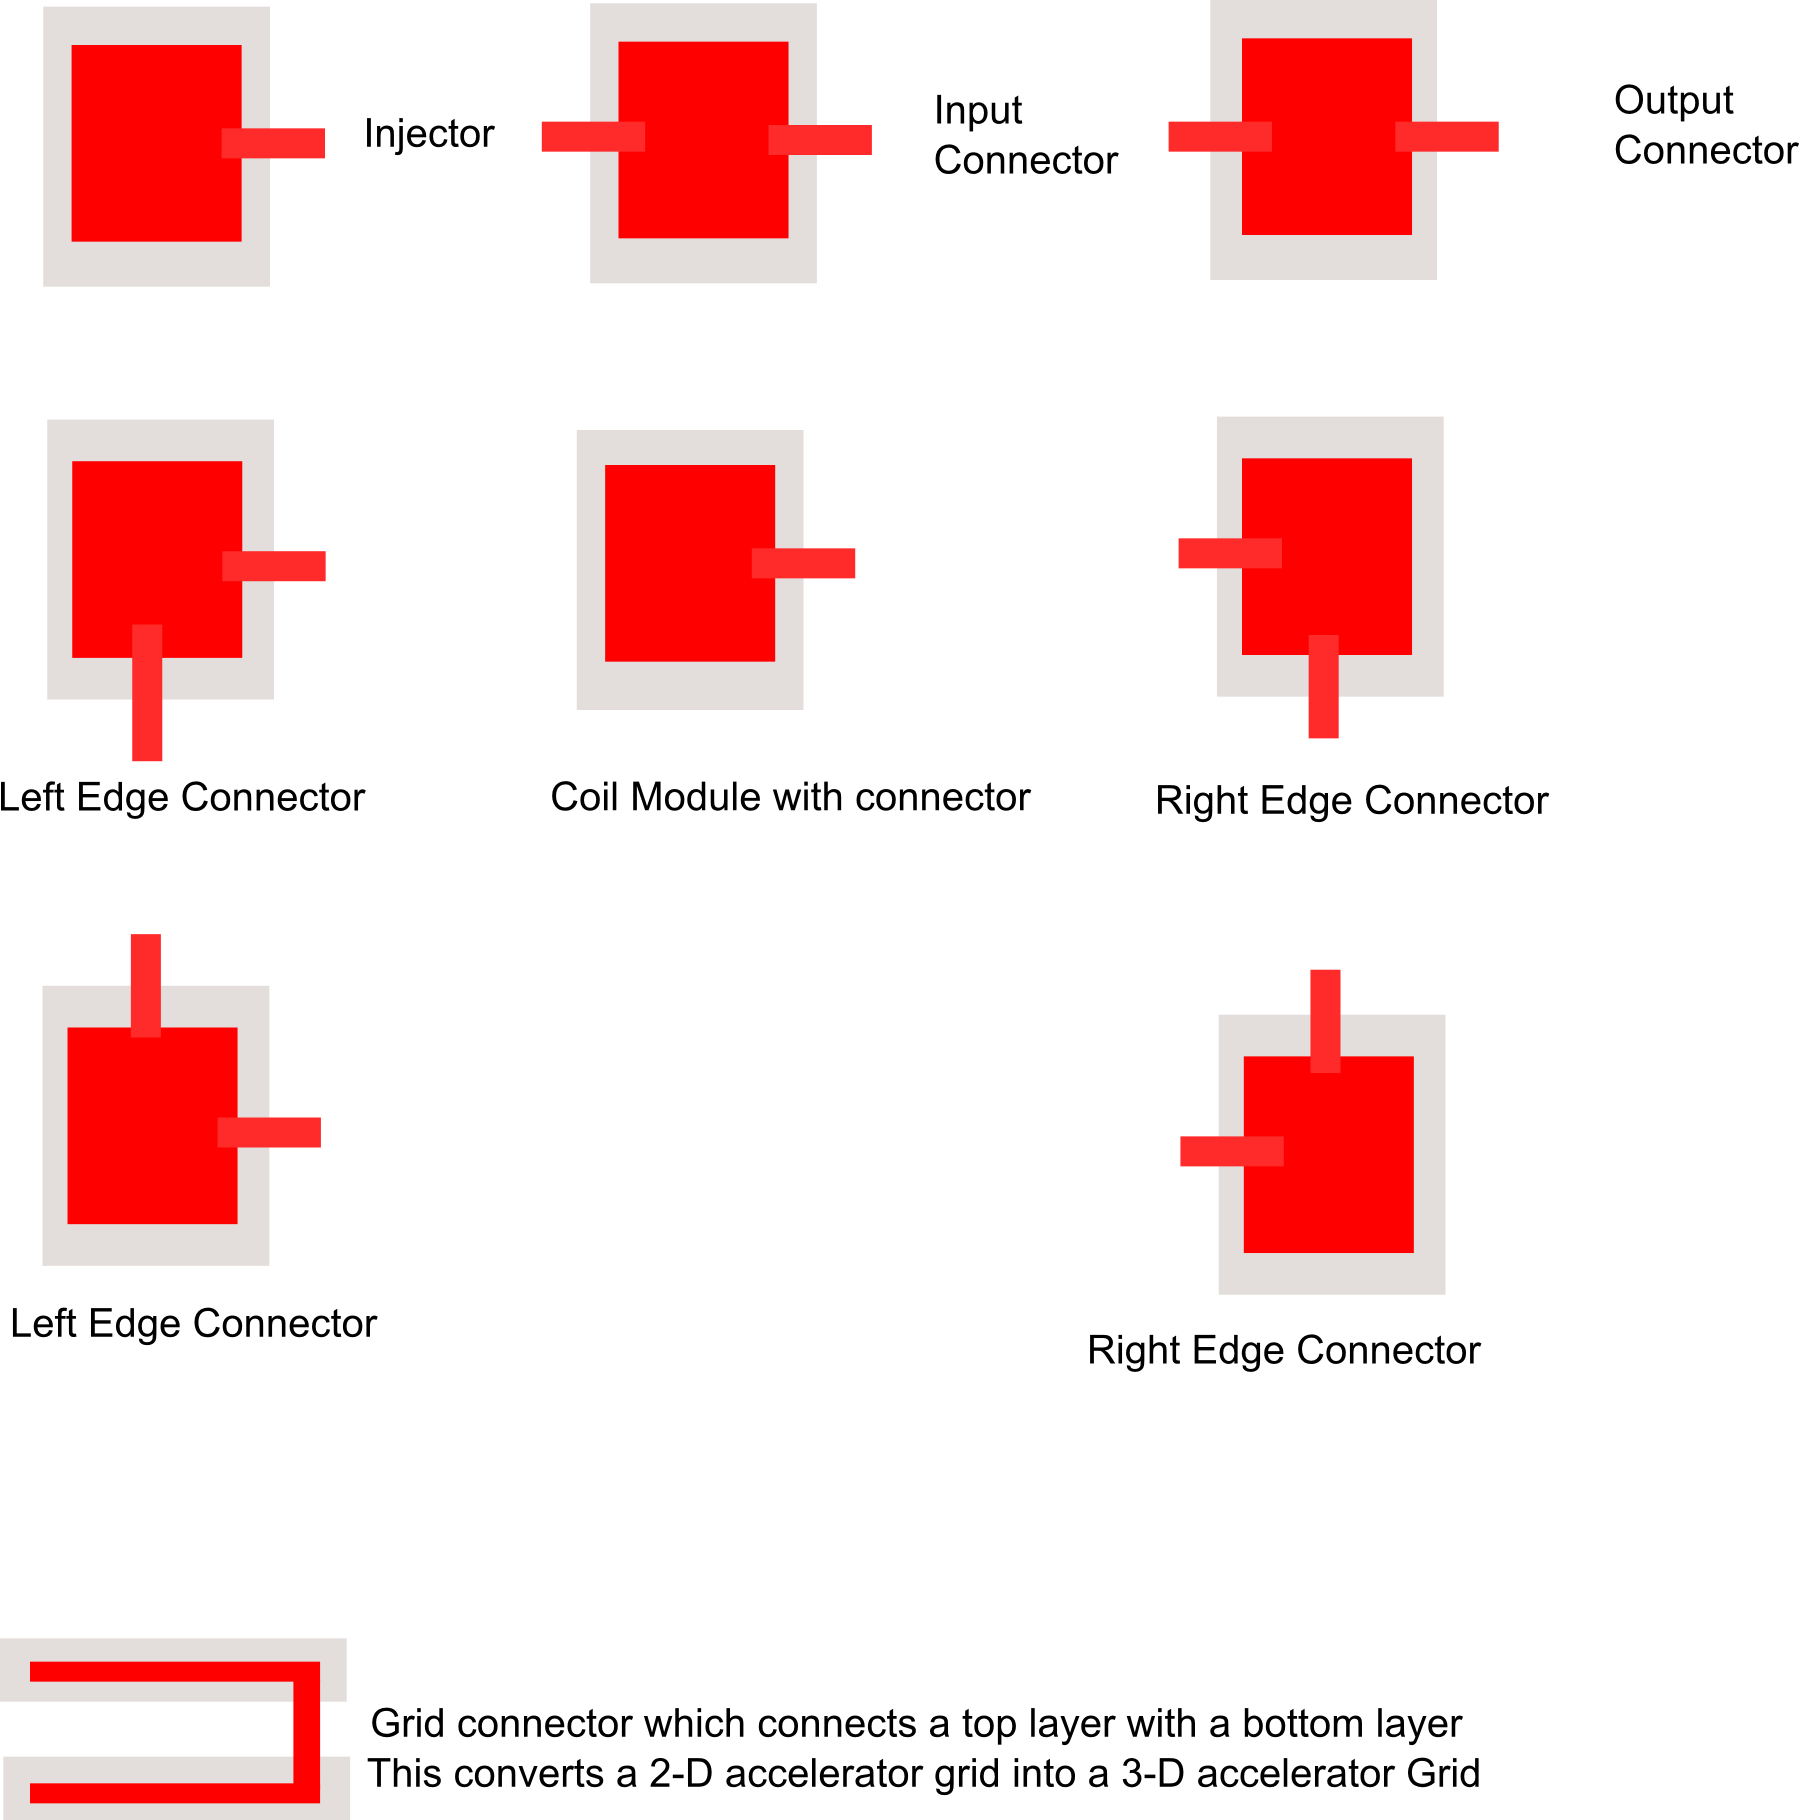 Injector
Input
Connector
Output
Connector
Left Edge Connector
Coil Module with connector
Right Edge Connector
Left Edge Connector
Right Edge Connector
Grid connector which connects a top layer with a bottom layer
This converts a 2-D accelerator grid into a 3-D accelerator Grid